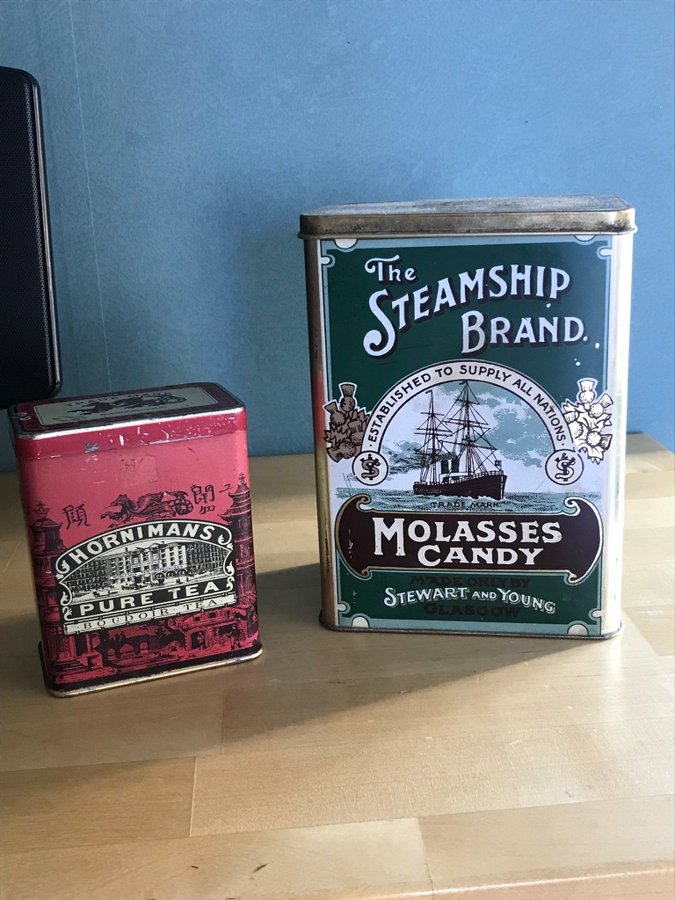 HORNIMANS
PURE TEA
BOUDOIR TEA
The
STEAMSHIP
BRAND.
·ESTABLISHED TO SUPPLY ALL NATIONS·
TRADE MARK
MOLASSES
CANDY
MADE ONLY BY
STEWART AND YOUNG
GLASGOW